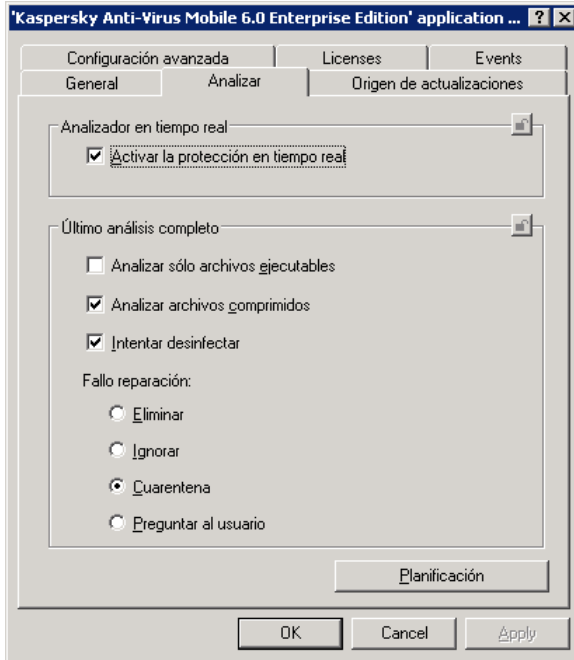 'Kaspersky Anti-Virus Mobile 6.0 Enterprise Edition' application ...
Configuración avanzada Licenses Events
General Analizar Origen de actualizaciones
Analizador en tiempo real
Activar la protección en tiempo real
Último análisis completo
Analizar sólo archivos ejecutables
Analizar archivos comprimidos
Intentar desinfectar
Fallo reparación:
Eliminar
Ignorar
Cuarentena
Preguntar al usuario
Planificación
OK Cancel Apply